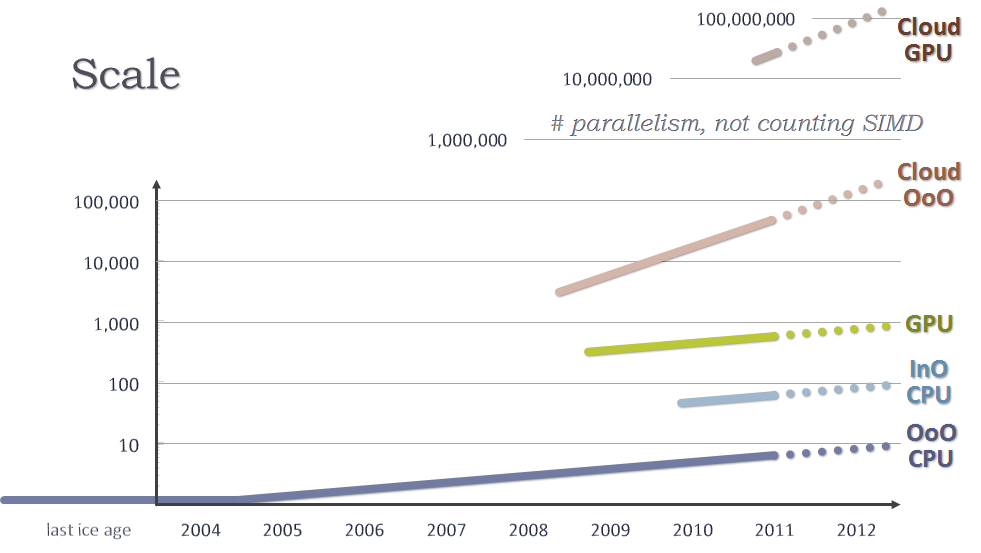 100,000,000
Cloud
GPU
Scale
10,000,000
# parallelism, not counting SIMD
1,000,000
Cloud
OoO
100,000
10,000
1,000
GPU
InO
CPU
100
OoO
CPU
10
last ice age 2004 2005 2006 2007 2008 2009 2010 2011 2012